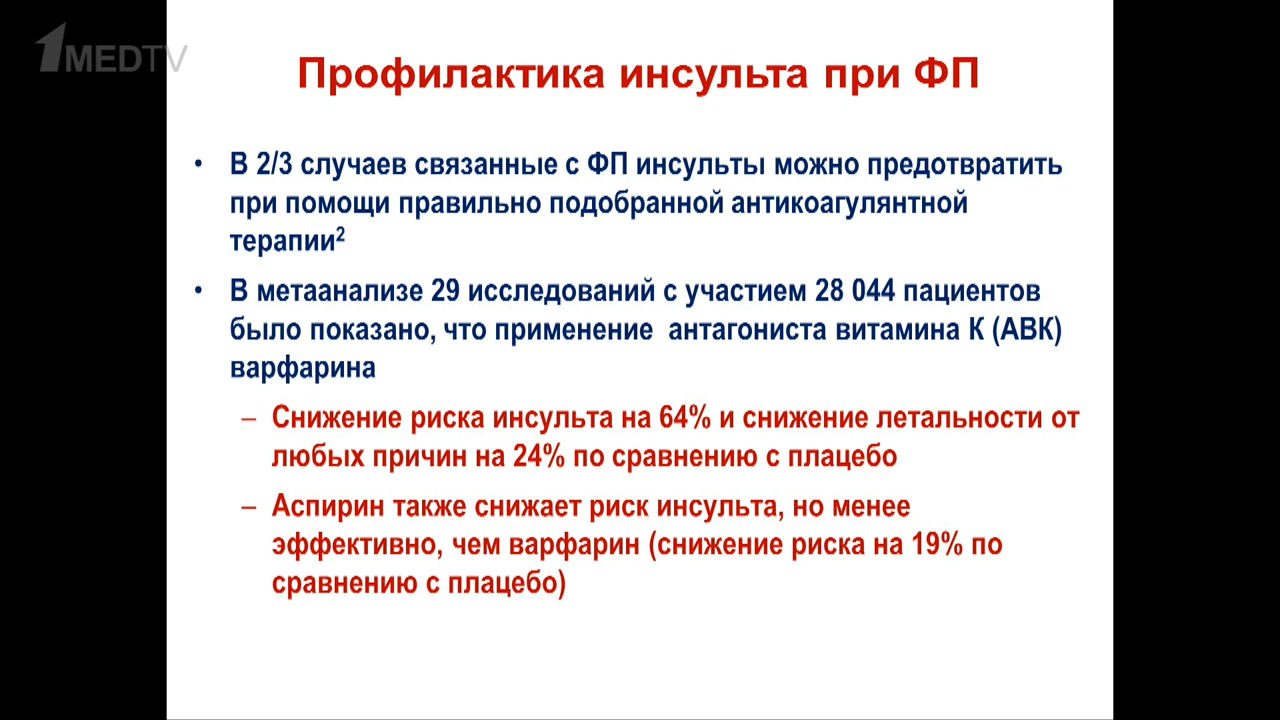 1MEDTV
Профилактика инсульта при ФП
• В 2/3 случаев связанные с ФП инсульты можно предотвратить
при помощи правильно подобранной антикоагулянтной
терапии²
• В метаанализе 29 исследований с участием 28 044 пациентов
было показано, что применение антагониста витамина К (АВК)
варфарина
– Снижение риска инсульта на 64% и снижение летальности от
любых причин на 24% по сравнению с плацебо
– Аспирин также снижает риск инсульта, но менее
эффективно, чем варфарин (снижение риска на 19% по
сравнению с плацебо)